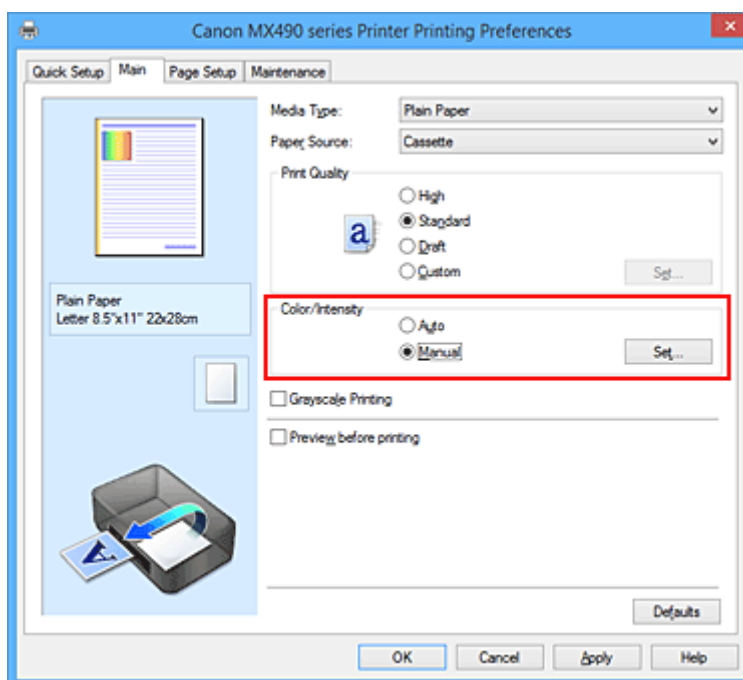 Canon MX490 series Printer Printing Preferences
Quick Setup Main Page Setup Maintenance
Media Type: Plain Paper
Paper Source: Cassette
Print Quality
High
a Standard
Draft
Custom Set...
Plain Paper
Letter 8.5"x11" 22x28cm
Color/Intensity
Auto
Manual Set...
Grayscale Printing
Preview before printing
A
Defaults
OK Cancel Apply Help